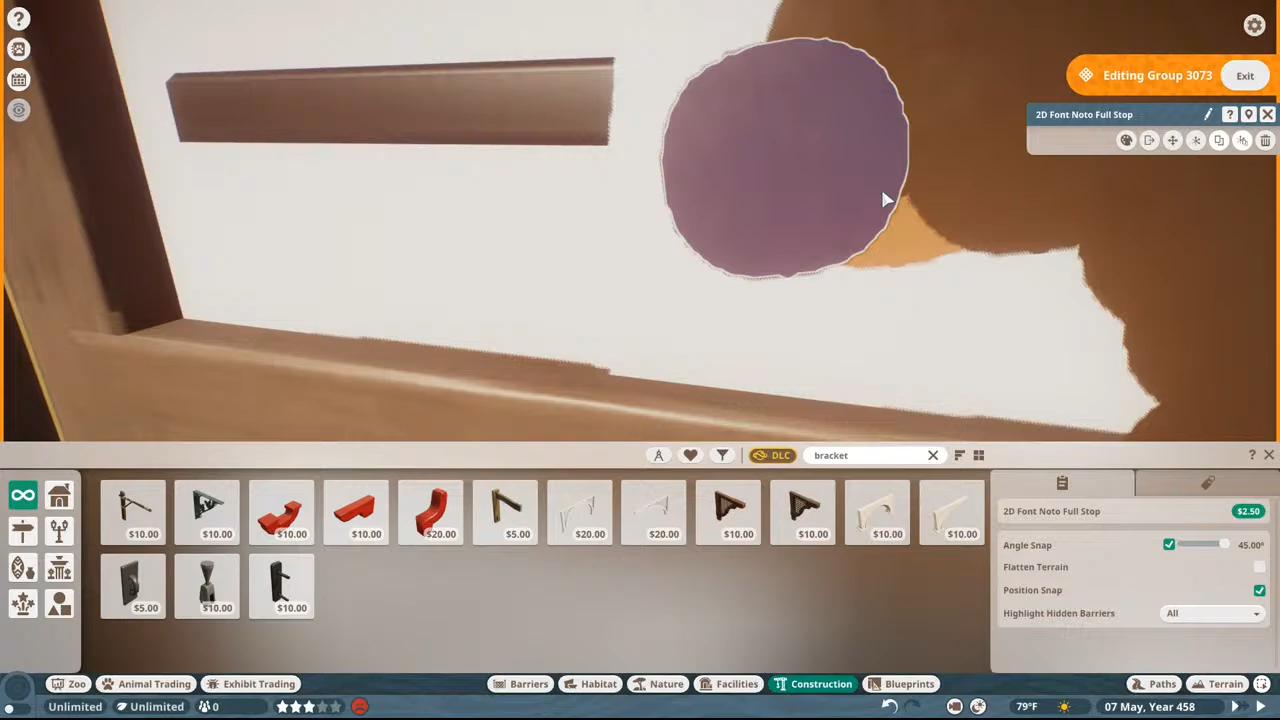 Editing Group 3073
Exit
2D Font Noto Full Stop
?
DLC
bracket
?
$10.00
$10.00
$10.00
$10.00
$20.00
$5.00
$20.00
$20.00
$10.00
$10.00
$10.00
$10.00
$5.00
$10.00
$10.00
2D Font Noto Full Stop
$2.50
Angle Snap
45.00°
Flatten Terrain
Position Snap
Highlight Hidden Barriers
All
Zoo
Animal Trading
Exhibit Trading
Barriers
Habitat
Nature
Facilities
Construction
Blueprints
Paths
Terrain
Unlimited
Unlimited
0
79°F
07 May, Year 458